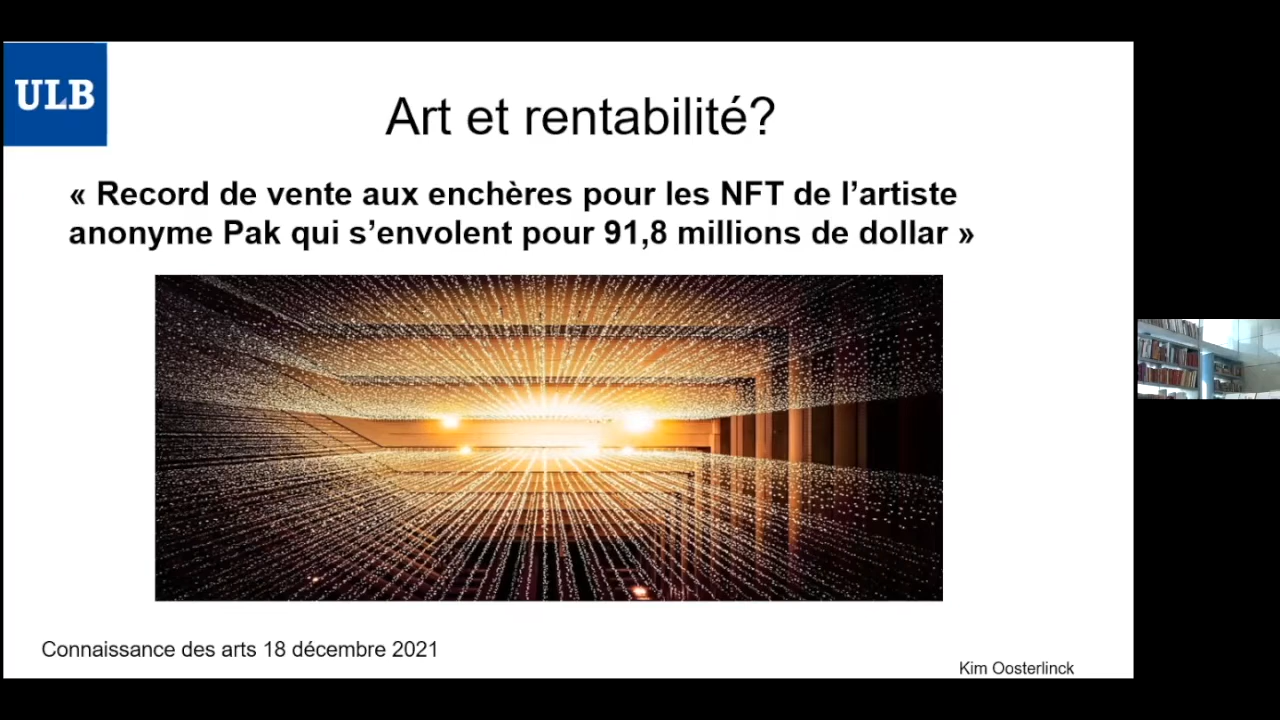 ULB
Art et rentabilité?
« Record de vente aux enchères pour les NFT de l’artiste
anonyme Pak qui s’envolent pour 91,8 millions de dollar »
Connaissance des arts 18 décembre 2021
Kim Oosterlinck